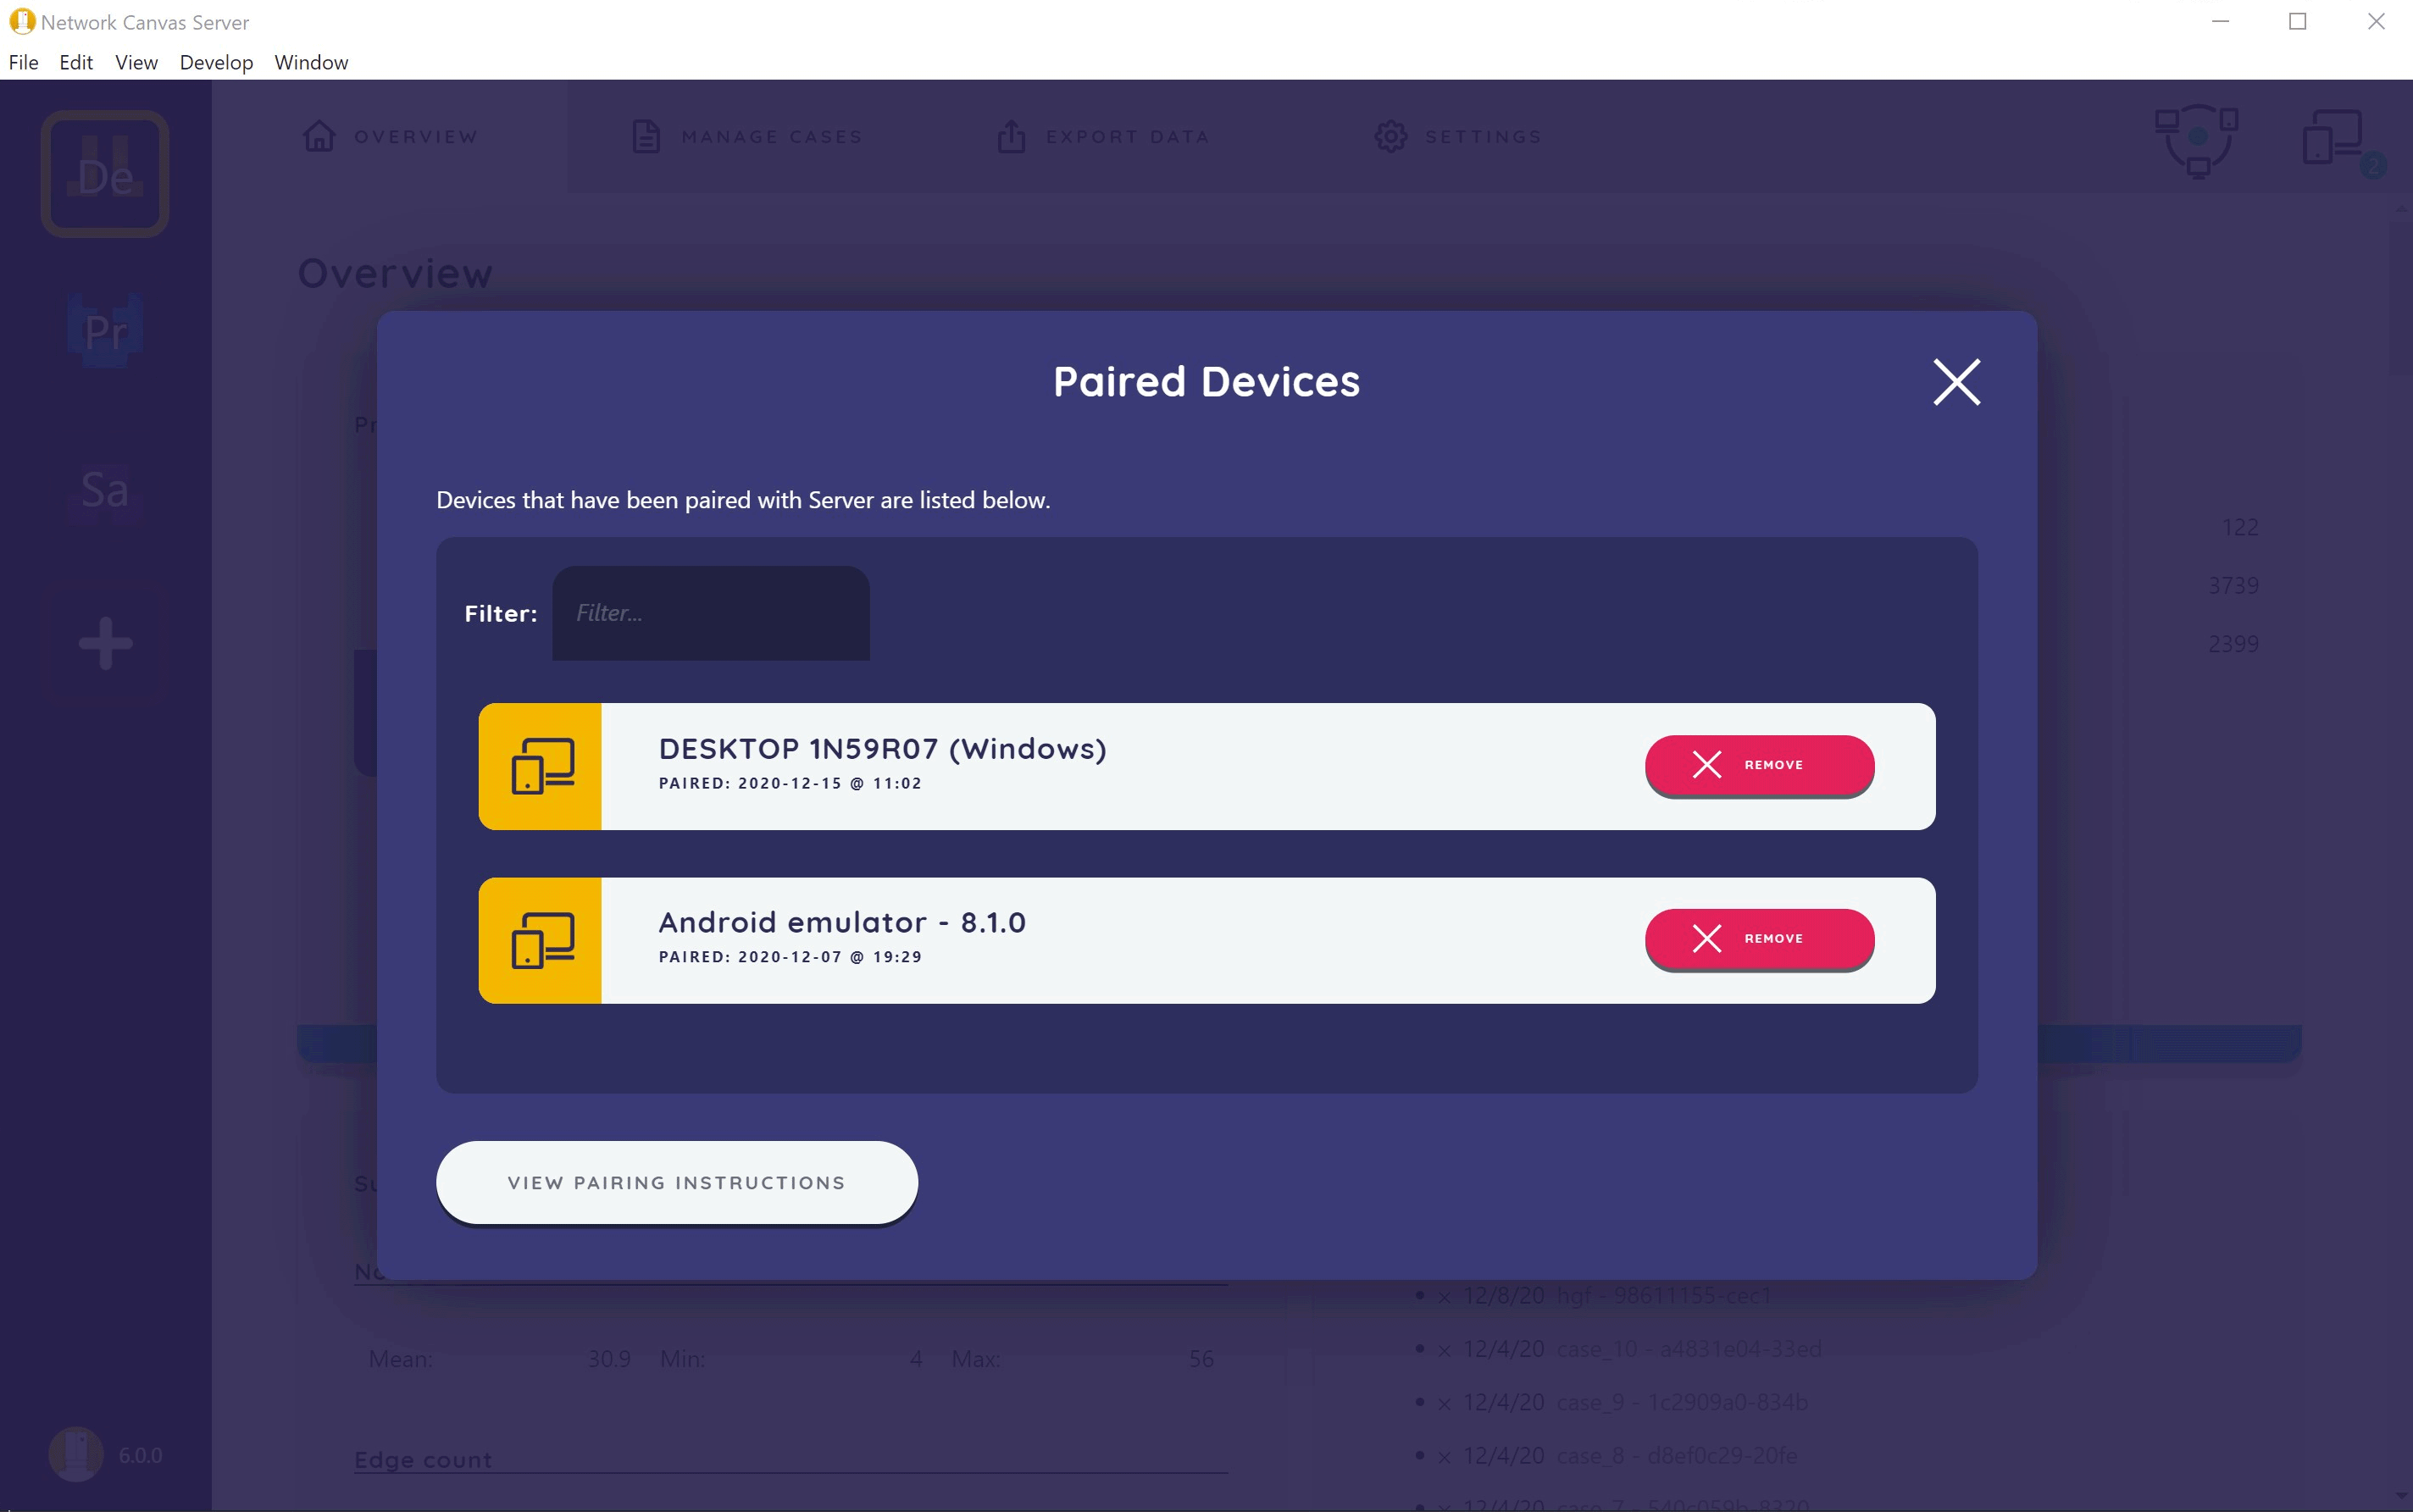 Network Canvas Server
File Edit View Develop Window
De
OVERVIEW
MANAGE CASES
EXPORT DATA
SETTINGS
2
Pr
Sa
6.0.0
Overview
Pr
122
3739
2399
Paired Devices
Devices that have been paired with Server are listed below.
Filter: Filter...
DESKTOP 1N59R07 (Windows)
PAIRED: 2020-12-15 @ 11:02
REMOVE
Android emulator - 8.1.0
PAIRED: 2020-12-07 @ 19:29
REMOVE
VIEW PAIRING INSTRUCTIONS
Su
No
Mean: 30.9 Min: 4 Max: 56
Edge count
• × 12/8/20 hgf - 98611155-cec1
• × 12/4/20 case_10 - a4831e04-33ed
• × 12/4/20 case_9 - 1c2909a0-834b
• × 12/4/20 case_8 - d8ef0c29-20fe
• × 12/4/20 case_7 - 540c059b-8320